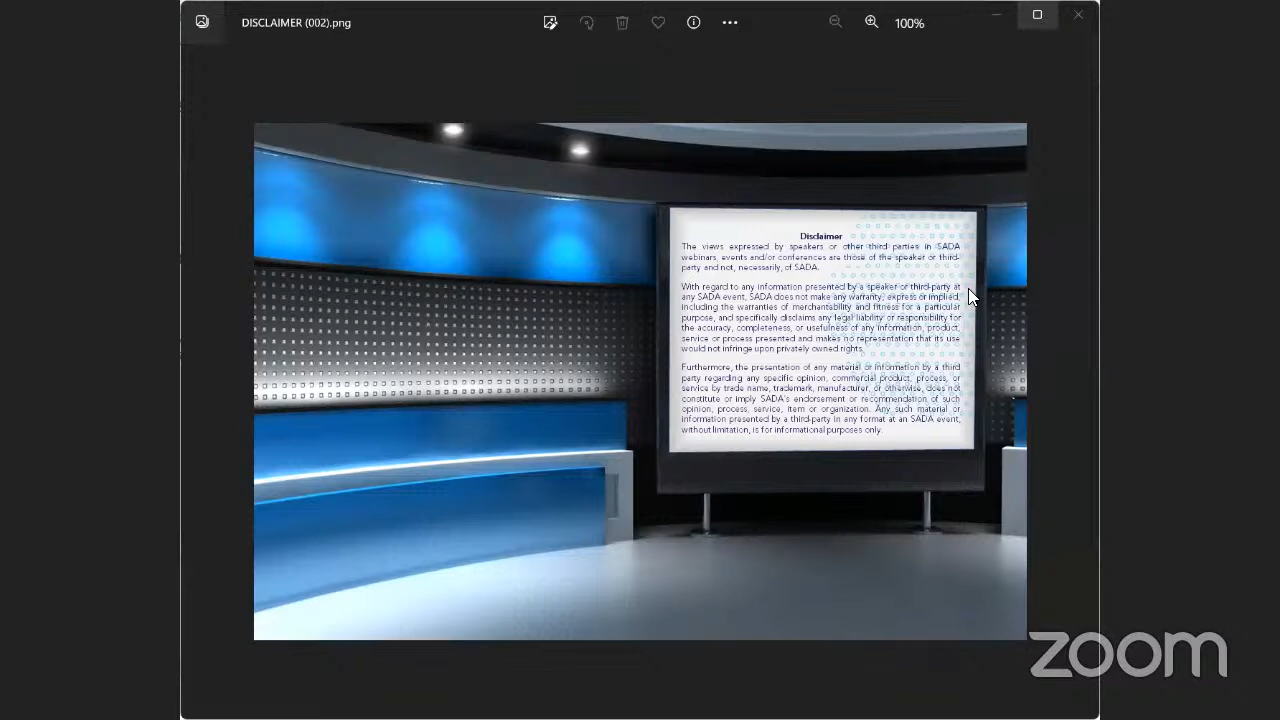 DISCLAIMER (002).png
100%
Disclaimer
The views expressed by speakers or other third parties in SADA
webinars, events and/or conferences are those of the speaker or third-
party and not, necessarily, of SADA.
With regard to any information presented by a speaker or third-party at
any SADA event, SADA does not make any warranty, express or implied,
including the warranties of merchantability and fitness for a particular
purpose, and specifically disclaims any legal liability or responsibility for
the accuracy, completeness, or usefulness of any information, product,
service or process presented and makes no representation that its use
would not infringe upon privately owned rights.
Furthermore, the presentation of any material or information by a third
party regarding any specific opinion, commercial product, process, or
service by trade name, trademark, manufacturer, or otherwise, does not
constitute or imply SADA's endorsement or recommendation of such
opinion, process, service, item or organization. Any such material or
information presented by a third-party in any format at an SADA event,
without limitation, is for informational purposes only.
zoom